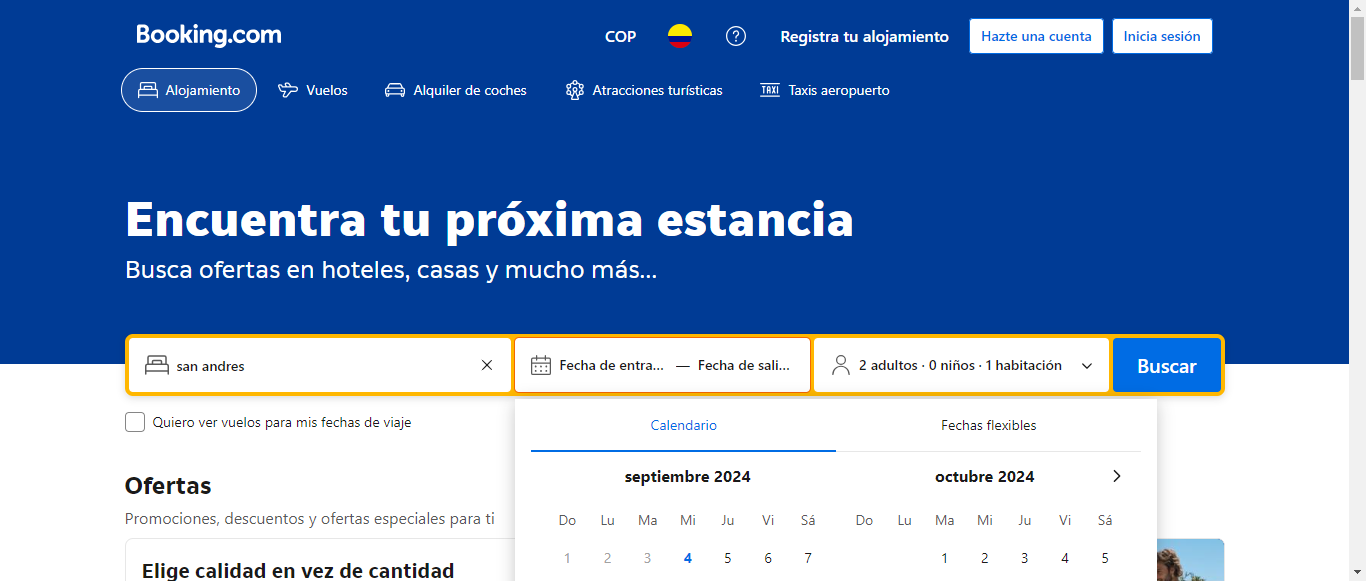 Booking.com
COP
Registra tu alojamiento
Hazte una cuenta
Inicia sesión
Alojamiento
Vuelos
Alquiler de coches
Atracciones turísticas
TAXI Taxis aeropuerto
Encuentra tu próxima estancia
Busca ofertas en hoteles, casas y mucho más...
san andres
Fecha de entra... — Fecha de sali...
2 adultos · 0 niños · 1 habitación
Buscar
Quiero ver vuelos para mis fechas de viaje
Calendario
Fechas flexibles
septiembre 2024
Do Lu Ma Mi Ju Vi Sá
1 2 3 4 5 6 7
octubre 2024
Do Lu Ma Mi Ju Vi Sá
1 2 3 4 5
Ofertas
Promociones, descuentos y ofertas especiales para ti
Elige calidad en vez de cantidad